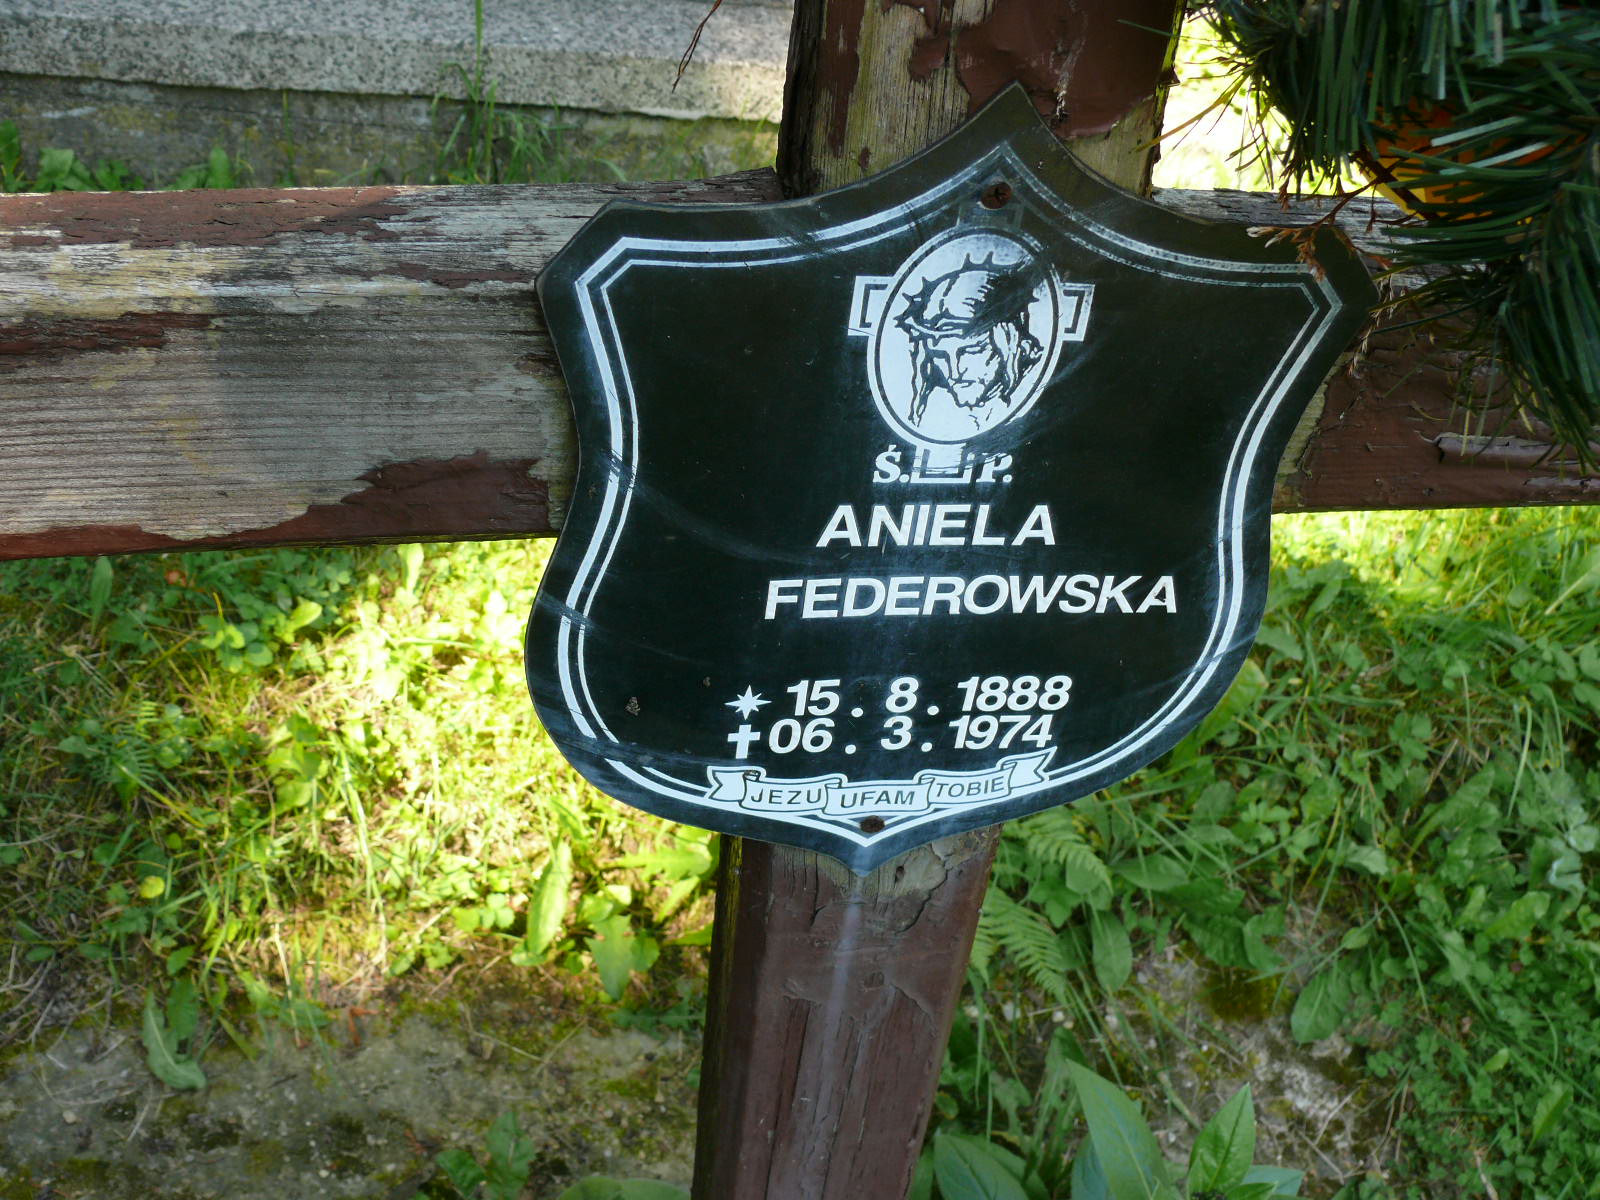 Ś. P.
ANIELA
FEDEROWSKA
15. 8. 1888
06. 3. 1974
JEZU UFAM TOBIE